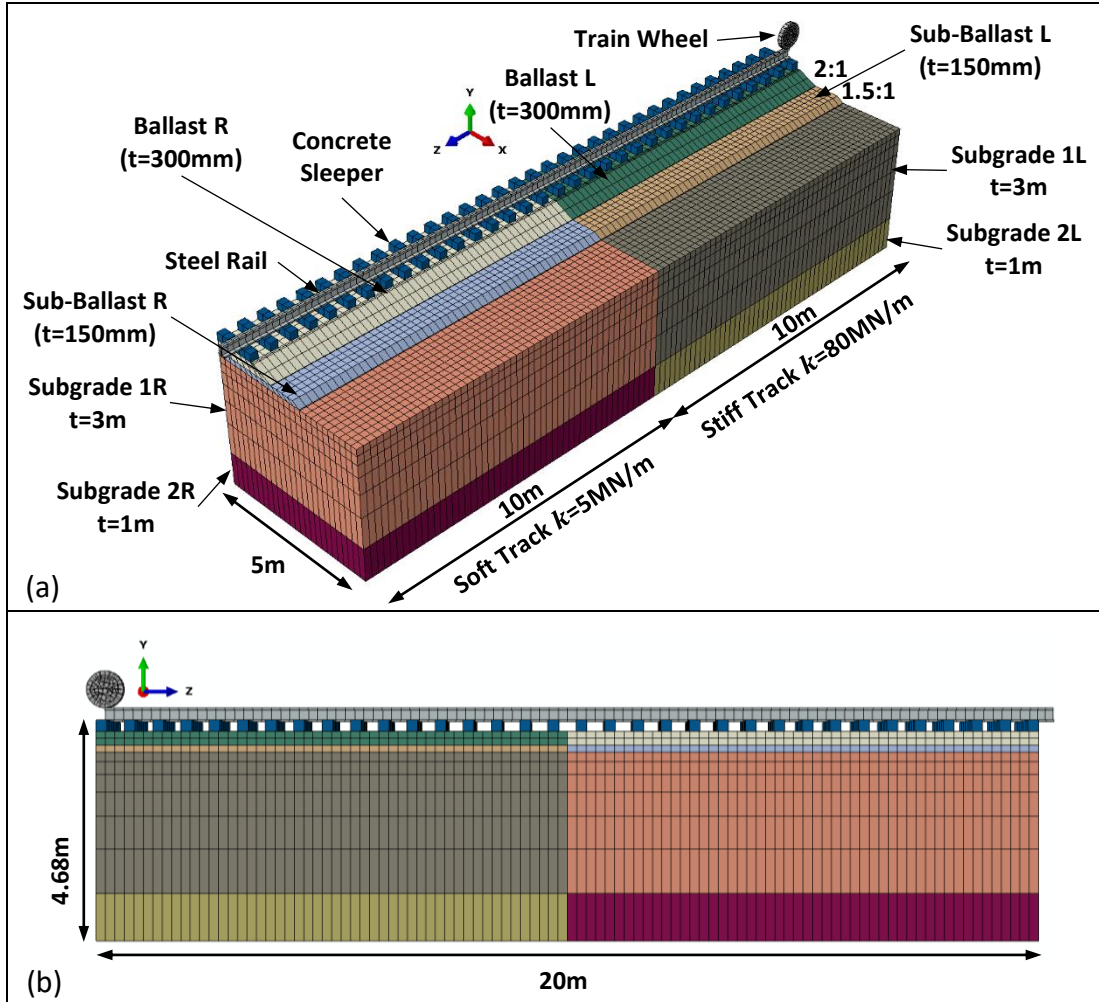 Train Wheel
Sub-Ballast L
(t=150mm)
Ballast L
(t=300mm)
2:1
1.5:1
Ballast R
(t=300mm)
Concrete
Sleeper
Y
Z
X
Subgrade 1L
t=3m
Steel Rail
Subgrade 2L
t=1m
Sub-Ballast R
(t=150mm)
10m
Stiff Track k=80MN/m
Subgrade 1R
t=3m
10m
Soft Track k=5MN/m
Subgrade 2R
t=1m
5m
(a)
Y
Z
4.68m
20m
(b)